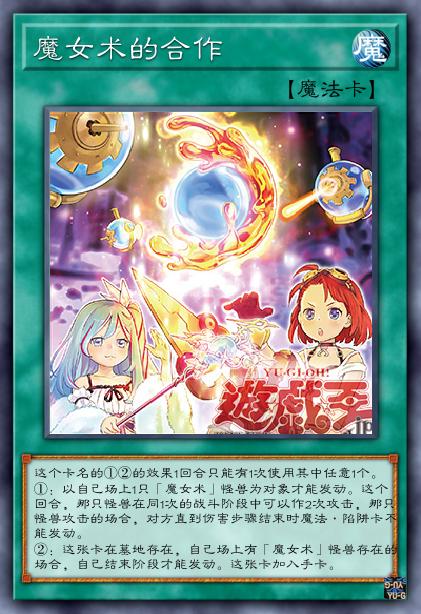 魔女术的合作
魔
【魔法卡】
YU-GI-OH!
遊戯王
.jp
这个卡名的①②的效果1回合只能有1次使用其中任意1个。
①：以自己场上1只「魔女术」怪兽为对象才能发动。这个
回合，那只怪兽在同1次的战斗阶段中可以作2次攻击，那只
怪兽攻击的场合，对方直到伤害步骤结束时魔法·陷阱卡不
能发动。
②：这张卡在墓地存在，自己场上有「魔女术」怪兽存在的
场合，自己结束阶段才能发动。这张卡加入手卡。